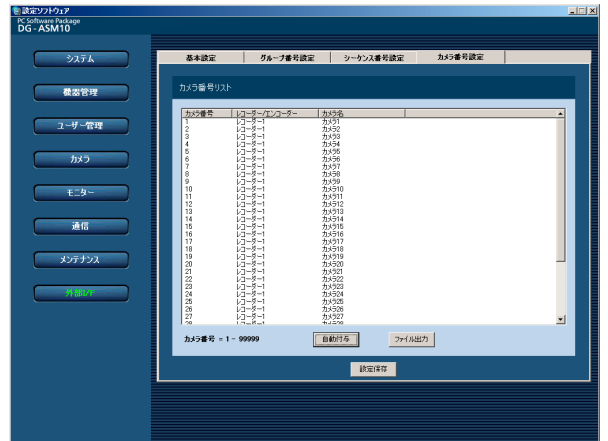 設定ソフトウェア
PC Software Package
DG-ASM10
システム
機器管理
ユーザー管理
カメラ
モニター
通信
メンテナンス
外部I/F
基本設定 グループ番号設定 シーケンス番号設定 カメラ番号設定
カメラ番号リスト
カメラ番号 レコーダー/エンコーダー カメラ名
1 レコーダー1 カメラ1
2 レコーダー1 カメラ2
3 レコーダー1 カメラ3
4 レコーダー1 カメラ4
5 レコーダー1 カメラ5
6 レコーダー1 カメラ6
7 レコーダー1 カメラ7
8 レコーダー1 カメラ8
9 レコーダー1 カメラ9
10 レコーダー1 カメラ10
11 レコーダー1 カメラ11
12 レコーダー1 カメラ12
13 レコーダー1 カメラ13
14 レコーダー1 カメラ14
15 レコーダー1 カメラ15
16 レコーダー1 カメラ16
17 レコーダー1 カメラ17
18 レコーダー1 カメラ18
19 レコーダー1 カメラ19
20 レコーダー1 カメラ20
21 レコーダー1 カメラ21
22 レコーダー1 カメラ22
23 レコーダー1 カメラ23
24 レコーダー1 カメラ24
25 レコーダー1 カメラ25
26 レコーダー1 カメラ26
27 レコーダー1 カメラ27
28 レコーダー1 カメラ28
カメラ番号 = 1 - 99999 自動付与 ファイル出力
設定保存